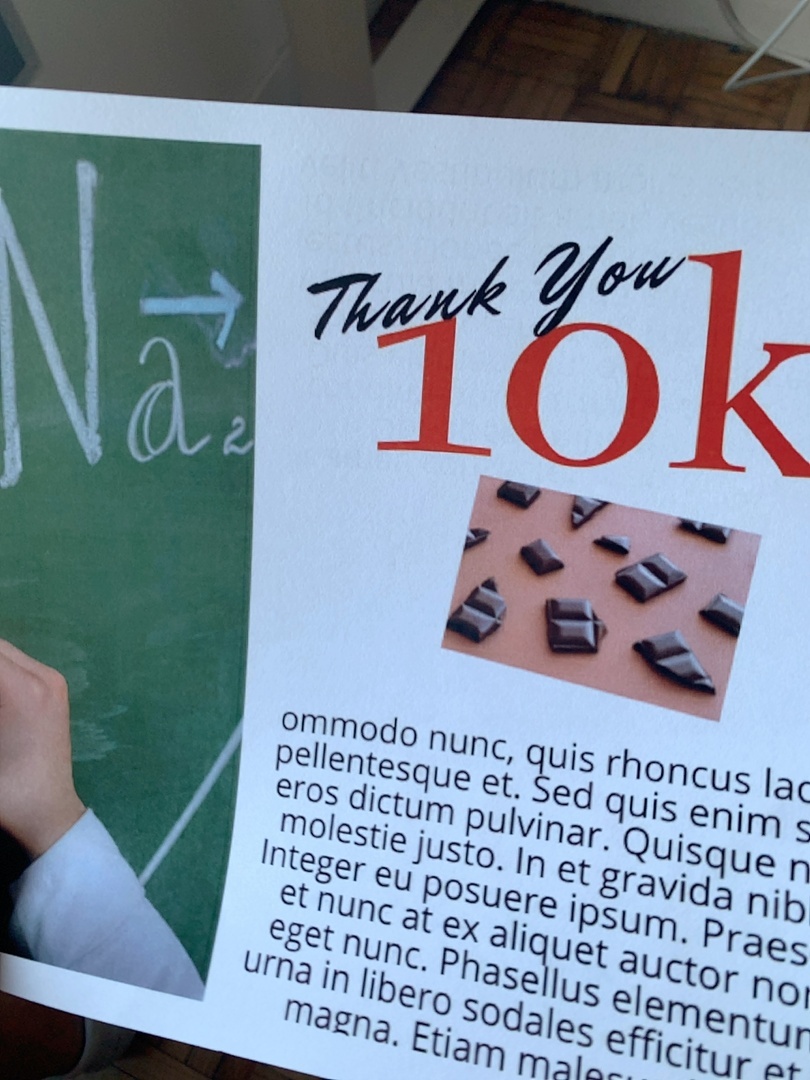 Na₂ →
Thank You
10k
ommodo nunc, quis rhoncus
pellentesque et. Sed quis enim
eros dictum pulvinar. Quisque
molestie justo. In et gravida
Integer eu posuere ipsum.
et nunc at ex aliquet auctor
eget nunc. Phasellus
urna in libero sodales efficitur et
magna. Etiam